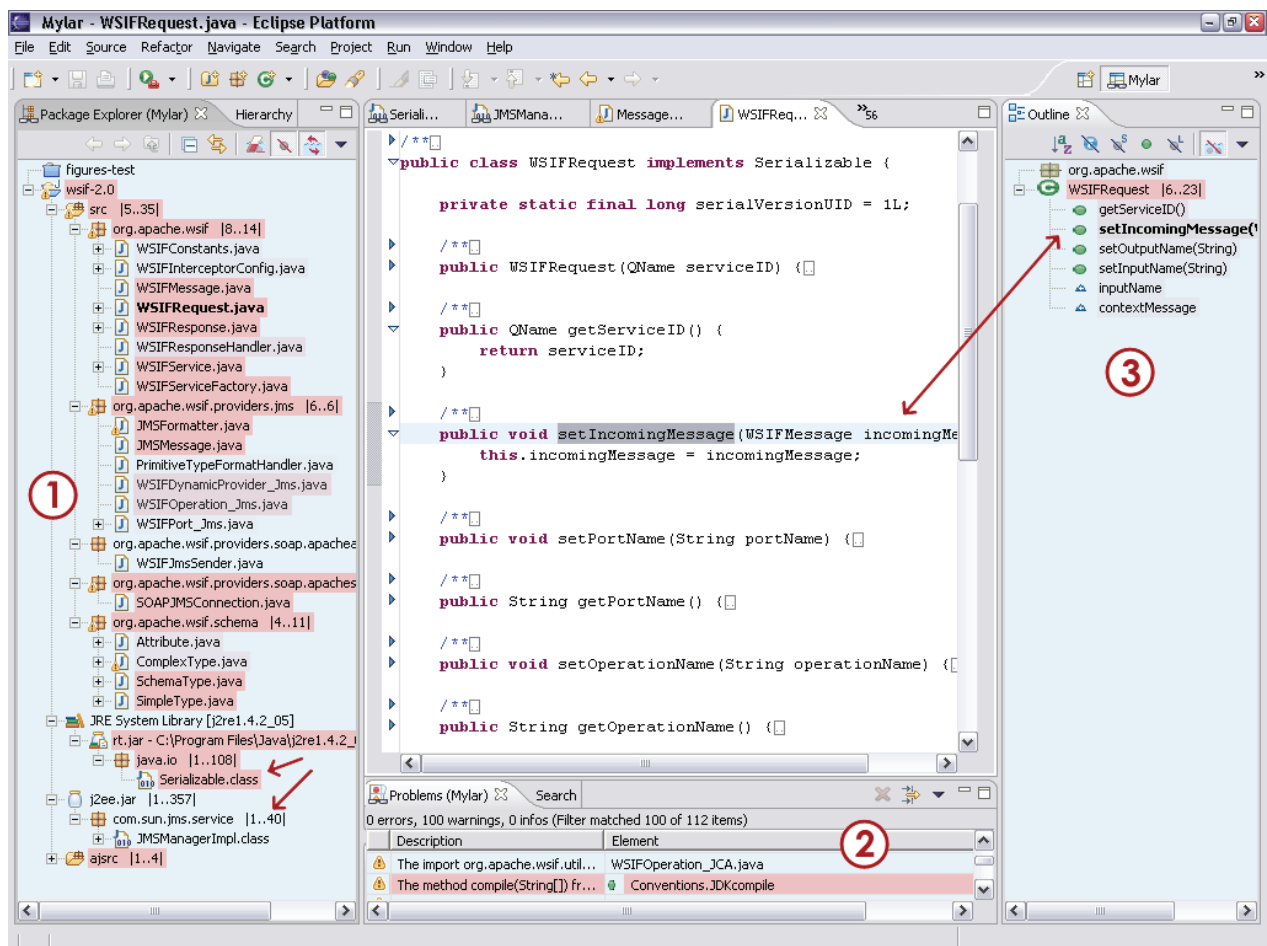 Mylar - WSIFRequest.java - Eclipse Platform
File Edit Source Refactor Navigate Search Project Run Window Help
Mylar
Package Explorer (Mylar) Hierarchy
figures-test
wsif-2.0
src |5..35|
org.apache.wsif |8..14|
WSIFConstants.java
WSIFInterceptorConfig.java
WSIFMessage.java
WSIFRequest.java
WSIFResponse.java
WSIFResponseHandler.java
WSIFService.java
WSIFServiceFactory.java
org.apache.wsif.providers.jms |6..6|
JMSFormatter.java
JMSMessage.java
PrimitiveTypeFormatHandler.java
WSIFDynamicProvider_Jms.java
WSIFOperation_Jms.java
WSIFPort_Jms.java
org.apache.wsif.providers.soap.apachea
WSIFJmsSender.java
org.apache.wsif.providers.soap.apaches
SOAPJMSConnection.java
org.apache.wsif.schema |4..11|
Attribute.java
ComplexType.java
SchemaType.java
SimpleType.java
JRE System Library [j2re1.4.2_05]
rt.jar - C:\Program Files\Java\j2re1.4.2_
java.io |1..108|
Serializable.class
j2ee.jar |1..357|
com.sun.jms.service |1..40|
JMSManagerImpl.class
ajsrc |1..4|
1
Seriali... JMSMana... Message... WSIFReq... 56
/**
public class WSIFRequest implements Serializable {
private static final long serialVersionUID = 1L;
/**
public WSIFRequest(QName serviceID) {
/**
public QName getServiceID() {
return serviceID;
}
/**
public void setIncomingMessage(WSIFMessage incomingMe
this.incomingMessage = incomingMessage;
}
/**
public void setPortName(String portName) {
/**
public String getPortName() {
/**
public void setOperationName(String operationName) {
/**
public String getOperationName() {
Problems (Mylar) Search
0 errors, 100 warnings, 0 infos (Filter matched 100 of 112 items)
Description Element
The import org.apache.wsif.util... WSIFOperation_JCA.java
The method compile(String[]) fr... Conventions.JDKcompile
2
Outline
org.apache.wsif
WSIFRequest |6..23|
getServiceID()
setIncomingMessage(
setOutputName(String)
setInputName(String)
inputName
contextMessage
3